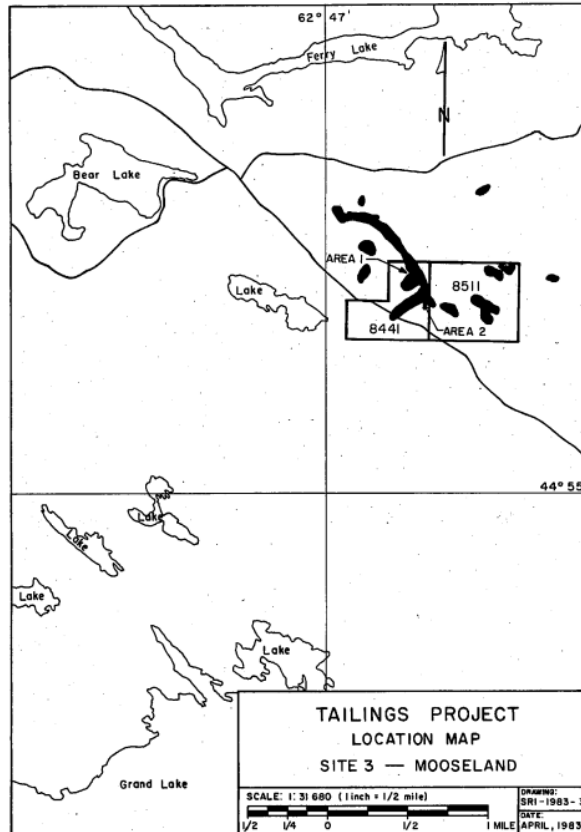 62° 47'
Ferry Lake
N
Bear Lake
AREA 1
Lake
8511
8441
AREA 2
44° 55
Lake
Lake
Lake
Lake
Grand Lake
TAILINGS PROJECT
LOCATION MAP
SITE 3 — MOOSELAND
SCALE: 1:31 680 (1 inch = 1/2 mile)
1/2 1/4 0 1/2 1 MILE
DRAWING:
SR1-1983-
DATE:
APRIL, 1983